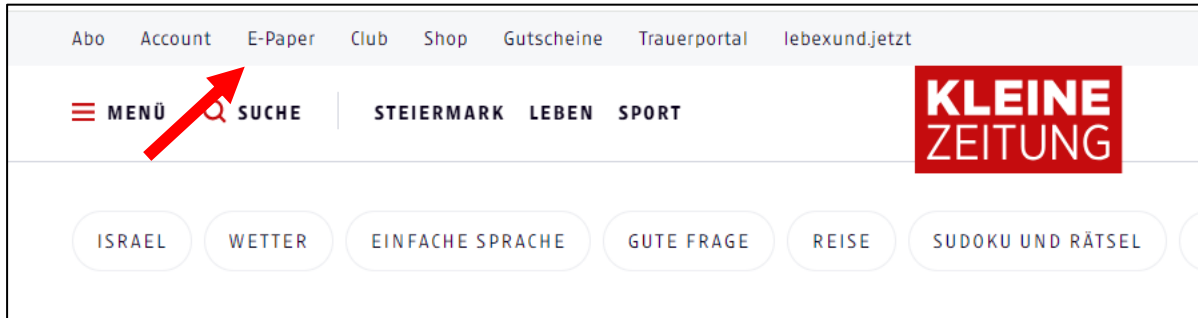 Abo Account E-Paper Club Shop Gutscheine Trauerportal lebexund.jetzt
MENÜ SUCHE STEIERMARK LEBEN SPORT
KLEINE
ZEITUNG
ISRAEL WETTER EINFACHE SPRACHE GUTE FRAGE REISE SUDOKU UND RÄTSEL